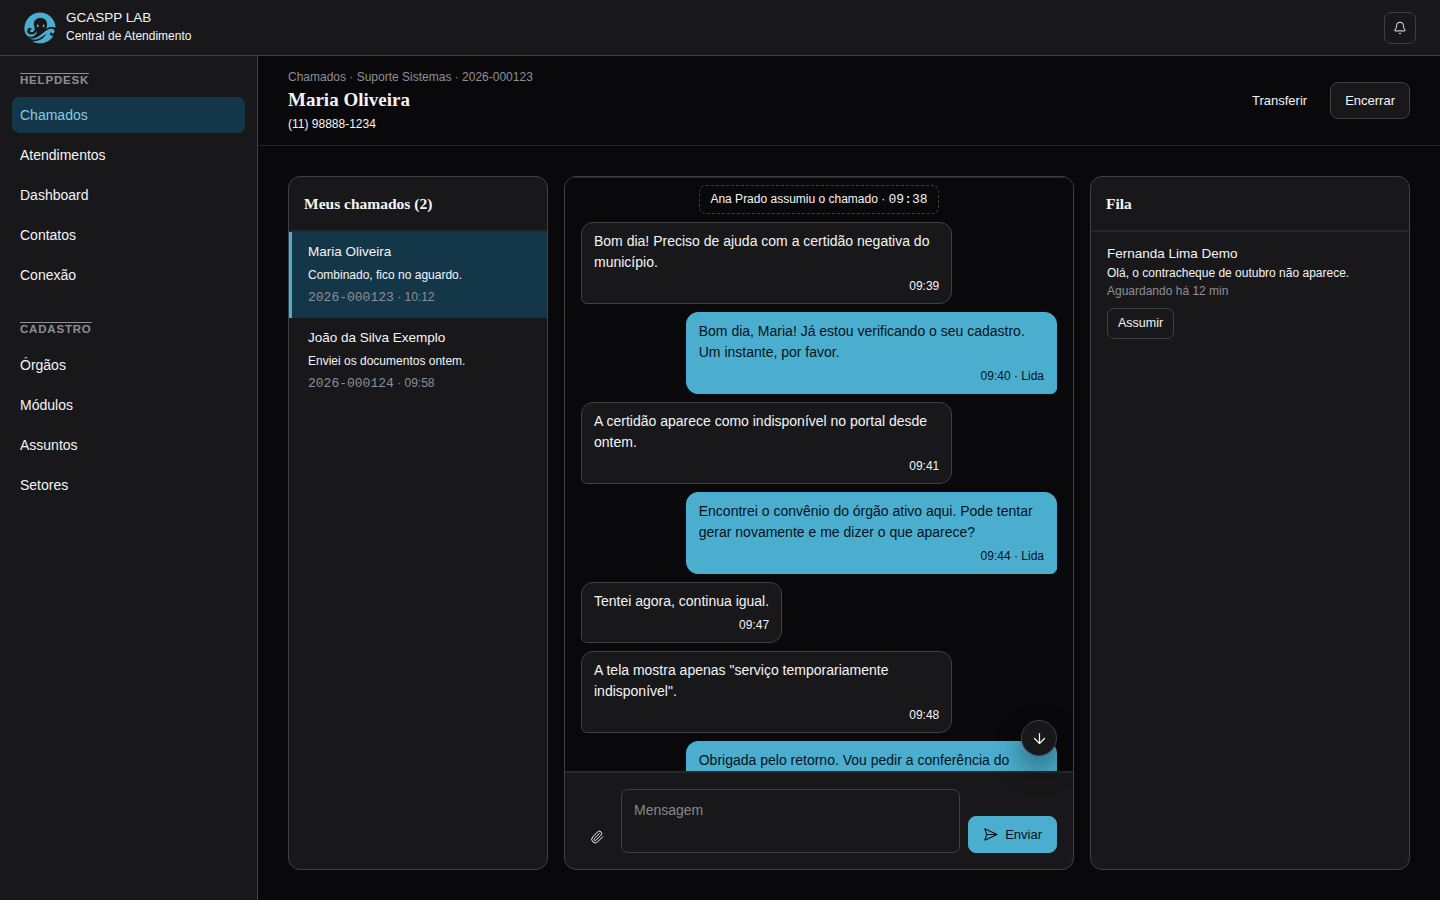 GCASPP LAB
Central de Atendimento
HELPDESK
Chamados
Atendimentos
Dashboard
Contatos
Conexão
CADASTRO
Órgãos
Módulos
Assuntos
Setores
Chamados · Suporte Sistemas · 2026-000123
Maria Oliveira
(11) 98888-1234
Transferir
Encerrar
Meus chamados (2)
Maria Oliveira
Combinado, fico no aguardo.
2026-000123 · 10:12
João da Silva Exemplo
Enviei os documentos ontem.
2026-000124 · 09:58
Ana Prado assumiu o chamado · 09:38
Bom dia! Preciso de ajuda com a certidão negativa do
município.
09:39
Bom dia, Maria! Já estou verificando o seu cadastro.
Um instante, por favor.
09:40 · Lida
A certidão aparece como indisponível no portal desde
ontem.
09:41
Encontrei o convênio do órgão ativo aqui. Pode tentar
gerar novamente e me dizer o que aparece?
09:44 · Lida
Tentei agora, continua igual.
09:47
A tela mostra apenas "serviço temporariamente
indisponível".
09:48
Obrigada pelo retorno. Vou pedir a conferência do
Mensagem
Enviar
Fila
Fernanda Lima Demo
Olá, o contracheque de outubro não aparece.
Aguardando há 12 min
Assumir